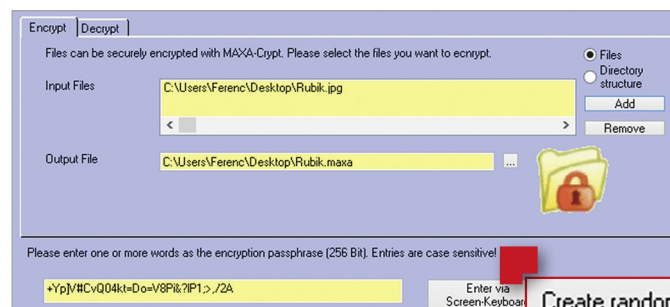 Encrypt Decrypt
Files can be securely encrypted with MAXA-Crypt. Please select the files you want to ecnrypt.
Files
Directory structure
Input Files
C:\Users\Ferenc\Desktop\Rubik.jpg
Add
Remove
Output File
C:\Users\Ferenc\Desktop\Rubik.maxa
...
Please enter one or more words as the encryption passphrase (256 Bit). Entries are case sensitive!
+Yp]V#CvQ04kt=Do=V8Pi&?IP1;>,/2A
Enter via
Screen-Keyboard
Create random